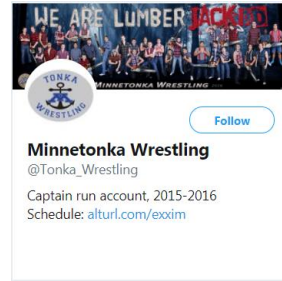 WE ARE LUMBERJACKED
MINNETONKA WRESTLING
TONKA
WRESTLING
Follow
Minnetonka Wrestling
@Tonka_Wrestling
Captain run account, 2015-2016
Schedule: alturl.com/exxim